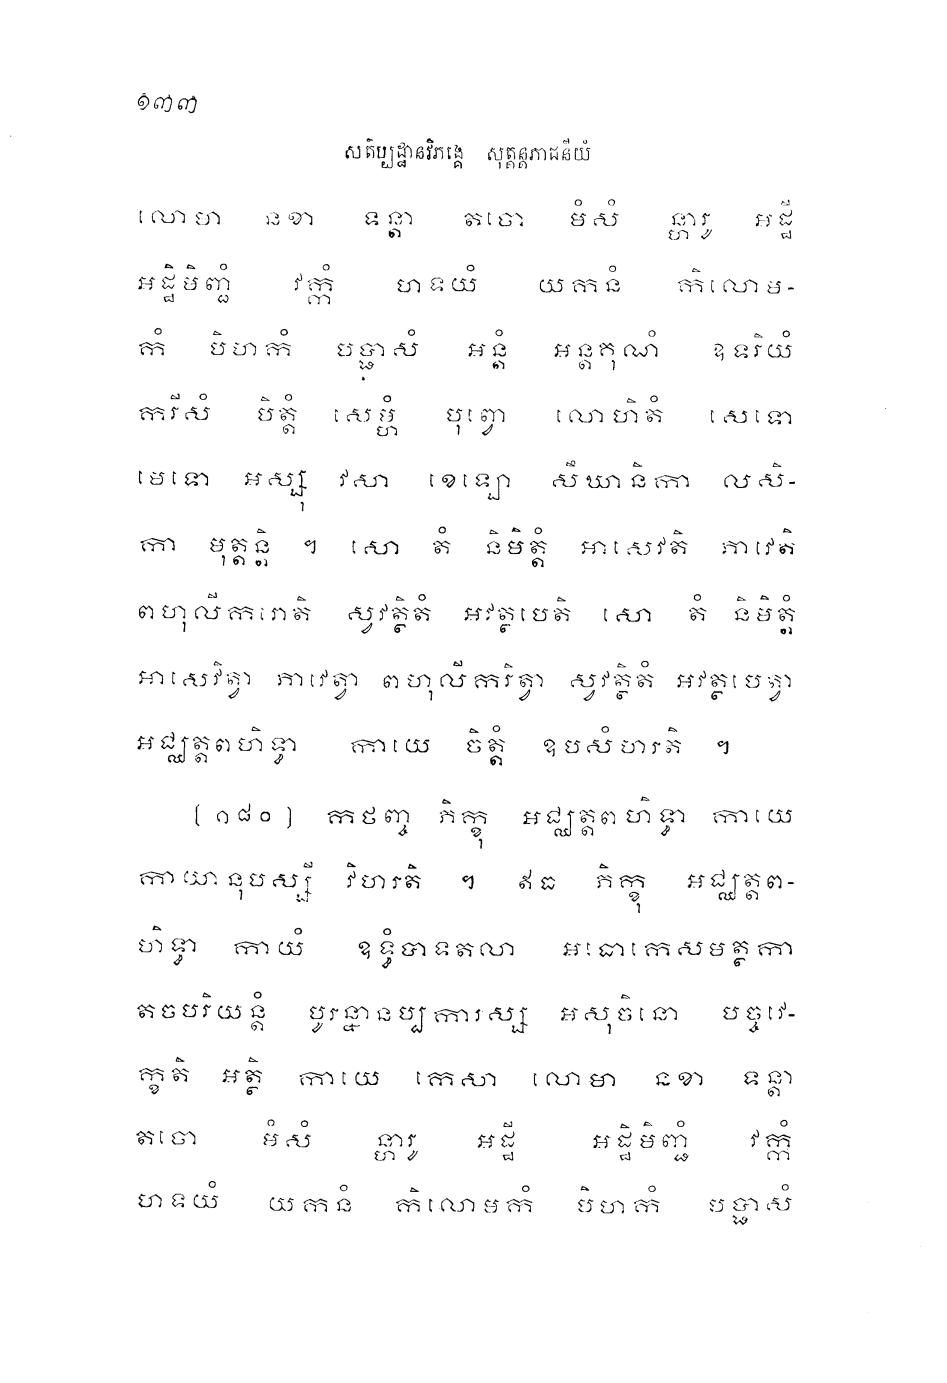 ១៧៧
សតិប្បដ្ឋានវិភង្គេ សុត្តន្តភាជនីយំ
លោមា នខា ទន្តា តចោ មំសំ ន្ហារូ អដ្ឋី
អដ្ឋិមិញ្ជំ វក្កំ ហទយំ យកនំ កិលោម-
កំ បិហកំ បប្ផាសំ អន្តំ អន្តគុណំ ឧទរិយំ
ករីសំ បិត្តំ សេម្ហំ បុព្វោ លោហិតំ សេទោ
មេទោ អស្សុ វសា ខេឡោ សិង្ឃានិកា លសិ-
កា មុត្តន្តិ ។ សោ តំ និមិត្តំ អាសេវតិ ភាវេតិ
ពហុលីករោតិ ស្វវត្ថិតំ អវត្ថបេតិ សោ តំ និមិត្តំ
អាសេវិត្វា ភាវេត្វា ពហុលីករិត្វា ស្វវត្ថិតំ អវត្ថបេត្វា
អជ្ឈត្តពហិទ្ធា កាយេ ចិត្តំ ឧបសំហរតិ ។
[១៨០] កថញ្ច ភិក្ខុ អជ្ឈត្តពហិទ្ធា កាយេ
កាយានុបស្សី វិហរតិ ។ ឥធ ភិក្ខុ អជ្ឈត្តព-
ហិទ្ធា កាយំ ឧទ្ធំបាទតលា អធោកេសមត្ថកា
តចបរិយន្តំ បូរន្នានប្បការស្ស អសុចិនោ បច្ចវេ-
ក្ខតិ អត្ថិ កាយេ កេសា លោមា នខា ទន្តា
តចោ មំសំ ន្ហារូ អដ្ឋី អដ្ឋិមិញ្ជំ វក្កំ
ហទយំ យកនំ កិលោមកំ បិហកំ បប្ផាសំ